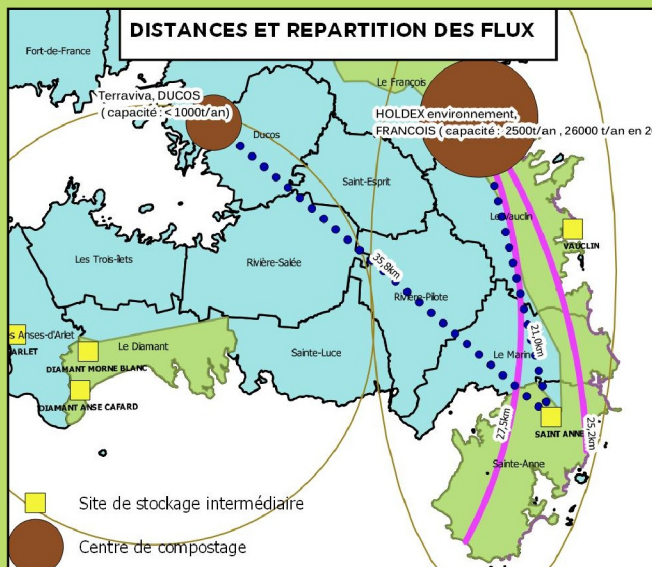 DISTANCES ET REPARTITION DES FLUX
Fort-de-France
Le François
Terraviva, DUCOS
( capacité : < 1000t/an)
HOLDEX environnement,
FRANCOIS ( capacité : 2500t/an , 26000 t/an en 20
Ducos
Saint-Esprit
Le Vauclin
VAUCLIN
Les Trois-îlets
Rivière-Salée
35,8km
Rivière-Pilote
s Anses-d'Arlet
ARLET
Le Diamant
DIAMANT MORNE BLANC
Sainte-Luce
Le Marin
21,0km
DIAMANT ANSE CAFARD
27,5km
SAINT ANNE
25,2km
Sainte-Anne
Site de stockage intermédiaire
Centre de compostage